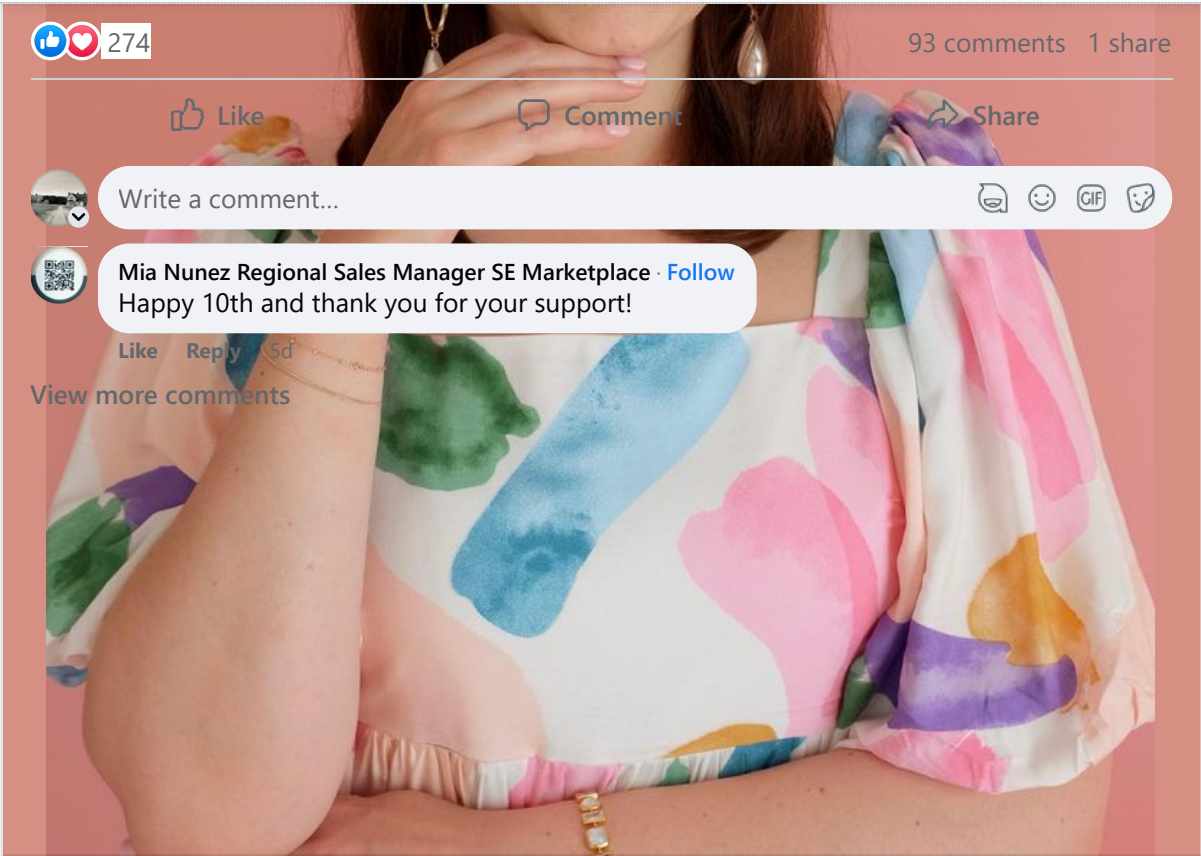 274
93 comments 1 share
Like Comment Share
Write a comment...
GIF
Mia Nunez Regional Sales Manager SE Marketplace · Follow
Happy 10th and thank you for your support!
Like Reply 5d
View more comments